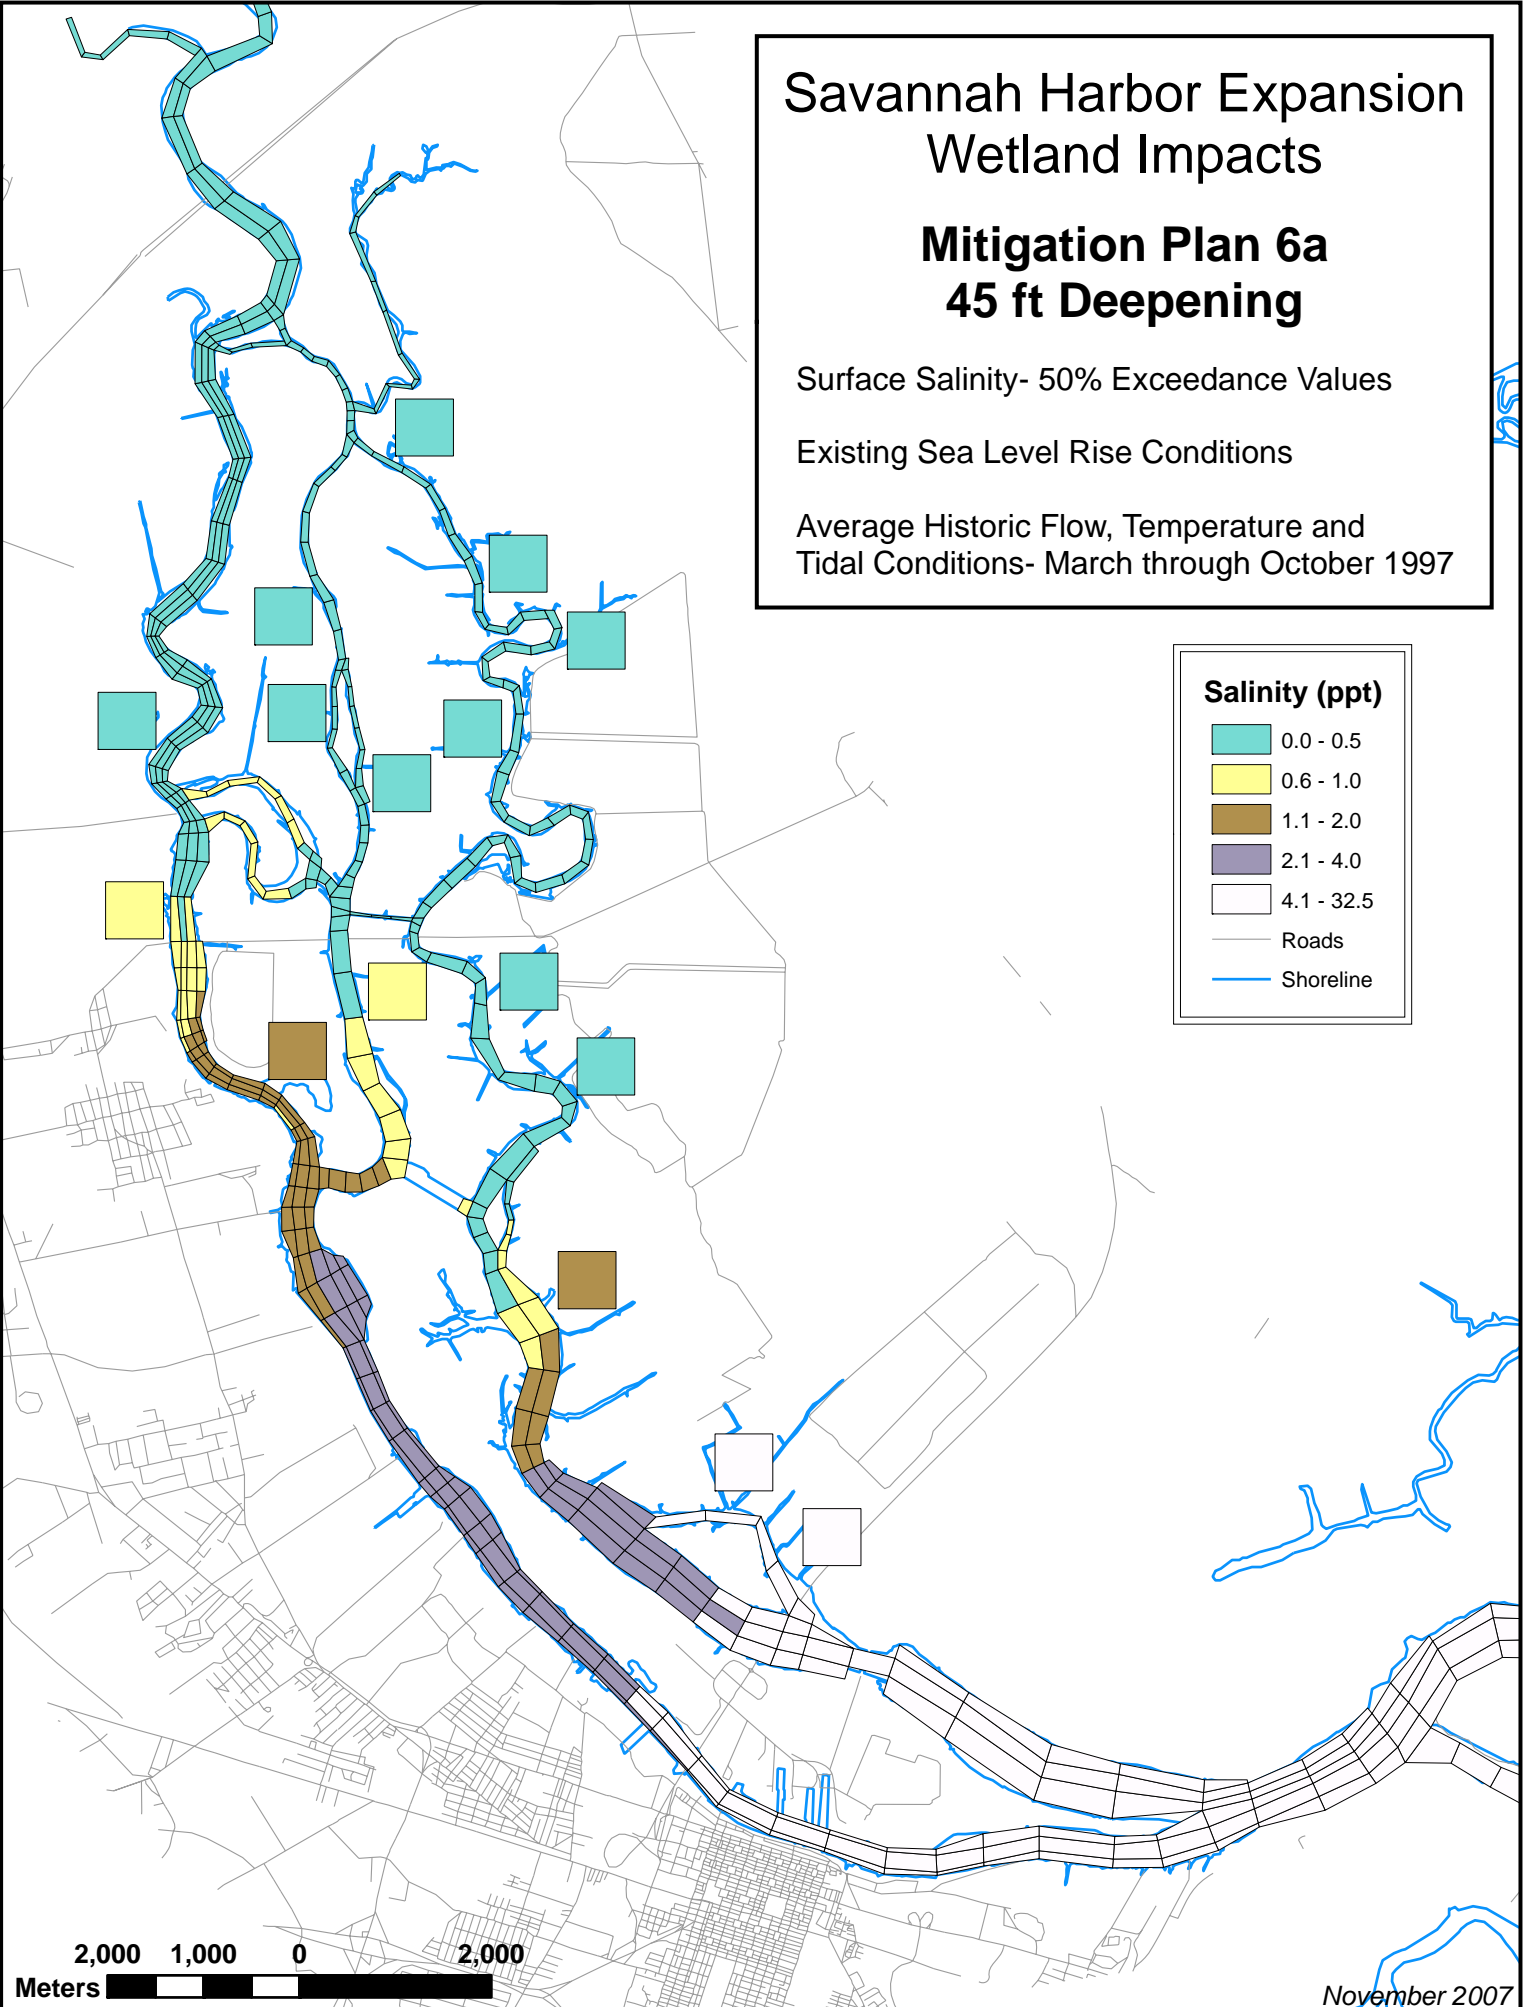 Savannah Harbor Expansion
Wetland Impacts
Mitigation Plan 6a
45 ft Deepening
Surface Salinity- 50% Exceedance Values
Existing Sea Level Rise Conditions
Average Historic Flow, Temperature and
Tidal Conditions- March through October 1997
Salinity (ppt)
0.0 - 0.5
0.6 - 1.0
1.1 - 2.0
2.1 - 4.0
4.1 - 32.5
Roads
Shoreline
2,000 1,000 0 2,000
Meters
November 2007